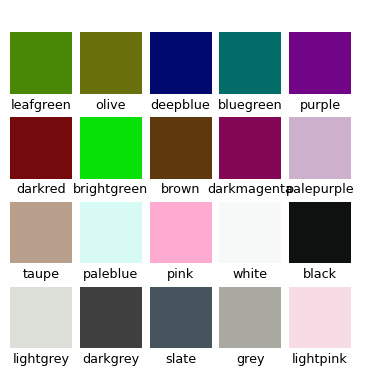 leafgreen olive deepblue bluegreen purple
darkred brightgreen brown darkmagenta palepurple
taupe paleblue pink white black
lightgrey darkgrey slate grey lightpink